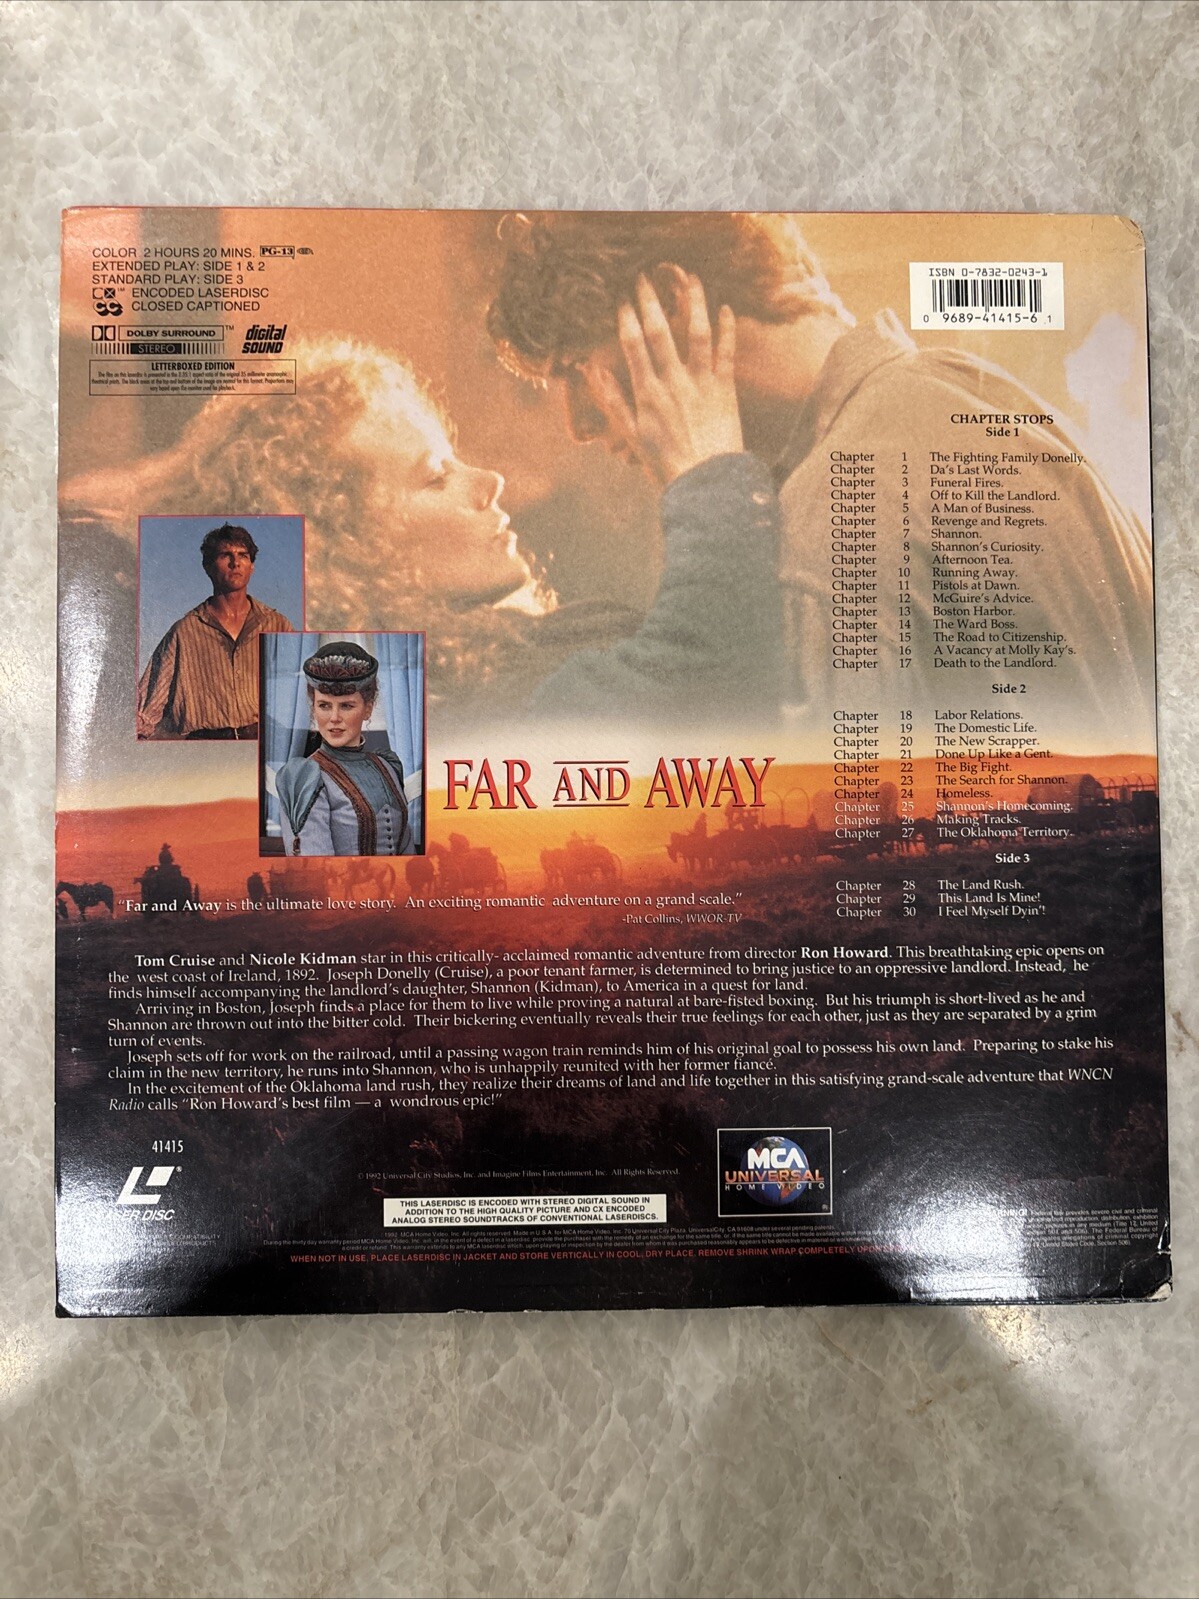 COLOR 2 HOURS 20 MINS. PG-13
EXTENDED PLAY: SIDE 1 & 2
STANDARD PLAY: SIDE 3
CX™ ENCODED LASERDISC
CC CLOSED CAPTIONED
DOLBY SURROUND™
STEREO
digital SOUND
LETTERBOXED EDITION
ISBN 0-7832-0243-1
0 9689-41415-6 1
CHAPTER STOPS
Side 1
Chapter 1 The Fighting Family Donelly.
Chapter 2 Da's Last Words.
Chapter 3 Funeral Fires.
Chapter 4 Off to Kill the Landlord.
Chapter 5 A Man of Business.
Chapter 6 Revenge and Regrets.
Chapter 7 Shannon.
Chapter 8 Shannon's Curiosity.
Chapter 9 Afternoon Tea.
Chapter 10 Running Away.
Chapter 11 Pistols at Dawn.
Chapter 12 McGuire's Advice.
Chapter 13 Boston Harbor.
Chapter 14 The Ward Boss.
Chapter 15 The Road to Citizenship.
Chapter 16 A Vacancy at Molly Kay's.
Chapter 17 Death to the Landlord.
Side 2
Chapter 18 Labor Relations.
Chapter 19 The Domestic Life.
Chapter 20 The New Scrapper.
Chapter 21 Done Up Like a Gent.
Chapter 22 The Big Fight.
Chapter 23 The Search for Shannon.
Chapter 24 Homeless.
Chapter 25 Shannon's Homecoming.
Chapter 26 Making Tracks.
Chapter 27 The Oklahoma Territory.
Side 3
Chapter 28 The Land Rush.
Chapter 29 This Land Is Mine!
Chapter 30 I Feel Myself Dyin'!
FAR AND AWAY
"Far and Away is the ultimate love story. An exciting romantic adventure on a grand scale."
-Pat Collins, WWOR-TV
Tom Cruise and Nicole Kidman star in this critically- acclaimed romantic adventure from director Ron Howard. This breathtaking epic opens on
the west coast of Ireland, 1892. Joseph Donelly (Cruise), a poor tenant farmer, is determined to bring justice to an oppressive landlord. Instead, he
finds himself accompanying the landlord's daughter, Shannon (Kidman), to America in a quest for land.
Arriving in Boston, Joseph finds a place for them to live while proving a natural at bare-fisted boxing. But his triumph is short-lived as he and
Shannon are thrown out into the bitter cold. Their bickering eventually reveals their true feelings for each other, just as they are separated by a grim
turn of events.
Joseph sets off for work on the railroad, until a passing wagon train reminds him of his original goal to possess his own land. Preparing to stake his
claim in the new territory, he runs into Shannon, who is unhappily reunited with her former fiancé.
In the excitement of the Oklahoma land rush, they realize their dreams of land and life together in this satisfying grand-scale adventure that WNCN
Radio calls "Ron Howard's best film — a wondrous epic!"
41415
DISC
© 1992 Universal City Studios, Inc. and Imagine Films Entertainment, Inc. All Rights Reserved.
MCA
UNIVERSAL
HOME VIDEO
THIS LASERDISC IS ENCODED WITH STEREO DIGITAL SOUND IN
ADDITION TO THE HIGH QUALITY PICTURE AND CX ENCODED
ANALOG STEREO SOUNDTRACKS OF CONVENTIONAL LASERDISCS.
WHEN NOT IN USE, PLACE LASERDISC IN JACKET AND STORE VERTICALLY IN COOL, DRY PLACE. REMOVE SHRINK WRAP COMPLETELY